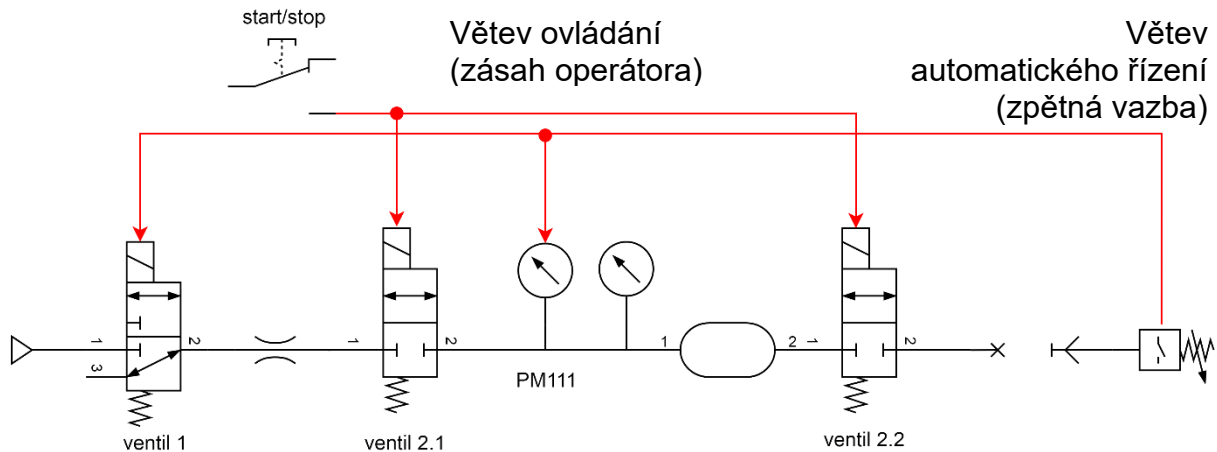 start/stop
Větev ovládání
(zásah operátora)
Větev
automatického řízení
(zpětná vazba)
1
2
3
1
2
1
2
1
2
PM111
ventil 1
ventil 2.1
ventil 2.2